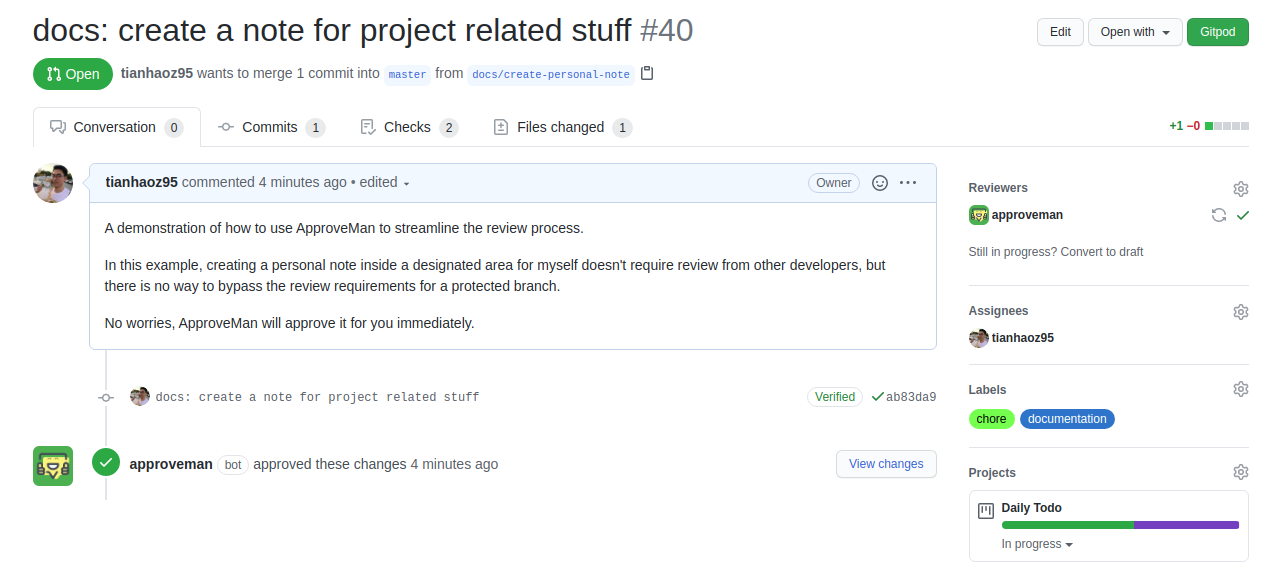 docs: create a note for project related stuff #40
Edit
Open with
Gitpod
Open
tianhaoz95 wants to merge 1 commit into master from docs/create-personal-note
Conversation 0
Commits 1
Checks 2
Files changed 1
+1 −0
tianhaoz95 commented 4 minutes ago • edited
Owner
A demonstration of how to use ApproveMan to streamline the review process.
In this example, creating a personal note inside a designated area for myself doesn't require review from other developers, but
there is no way to bypass the review requirements for a protected branch.
No worries, ApproveMan will approve it for you immediately.
docs: create a note for project related stuff
Verified
ab83da9
approveman bot approved these changes 4 minutes ago
View changes
Reviewers
approveman
Still in progress? Convert to draft
Assignees
tianhaoz95
Labels
chore documentation
Projects
Daily Todo
In progress